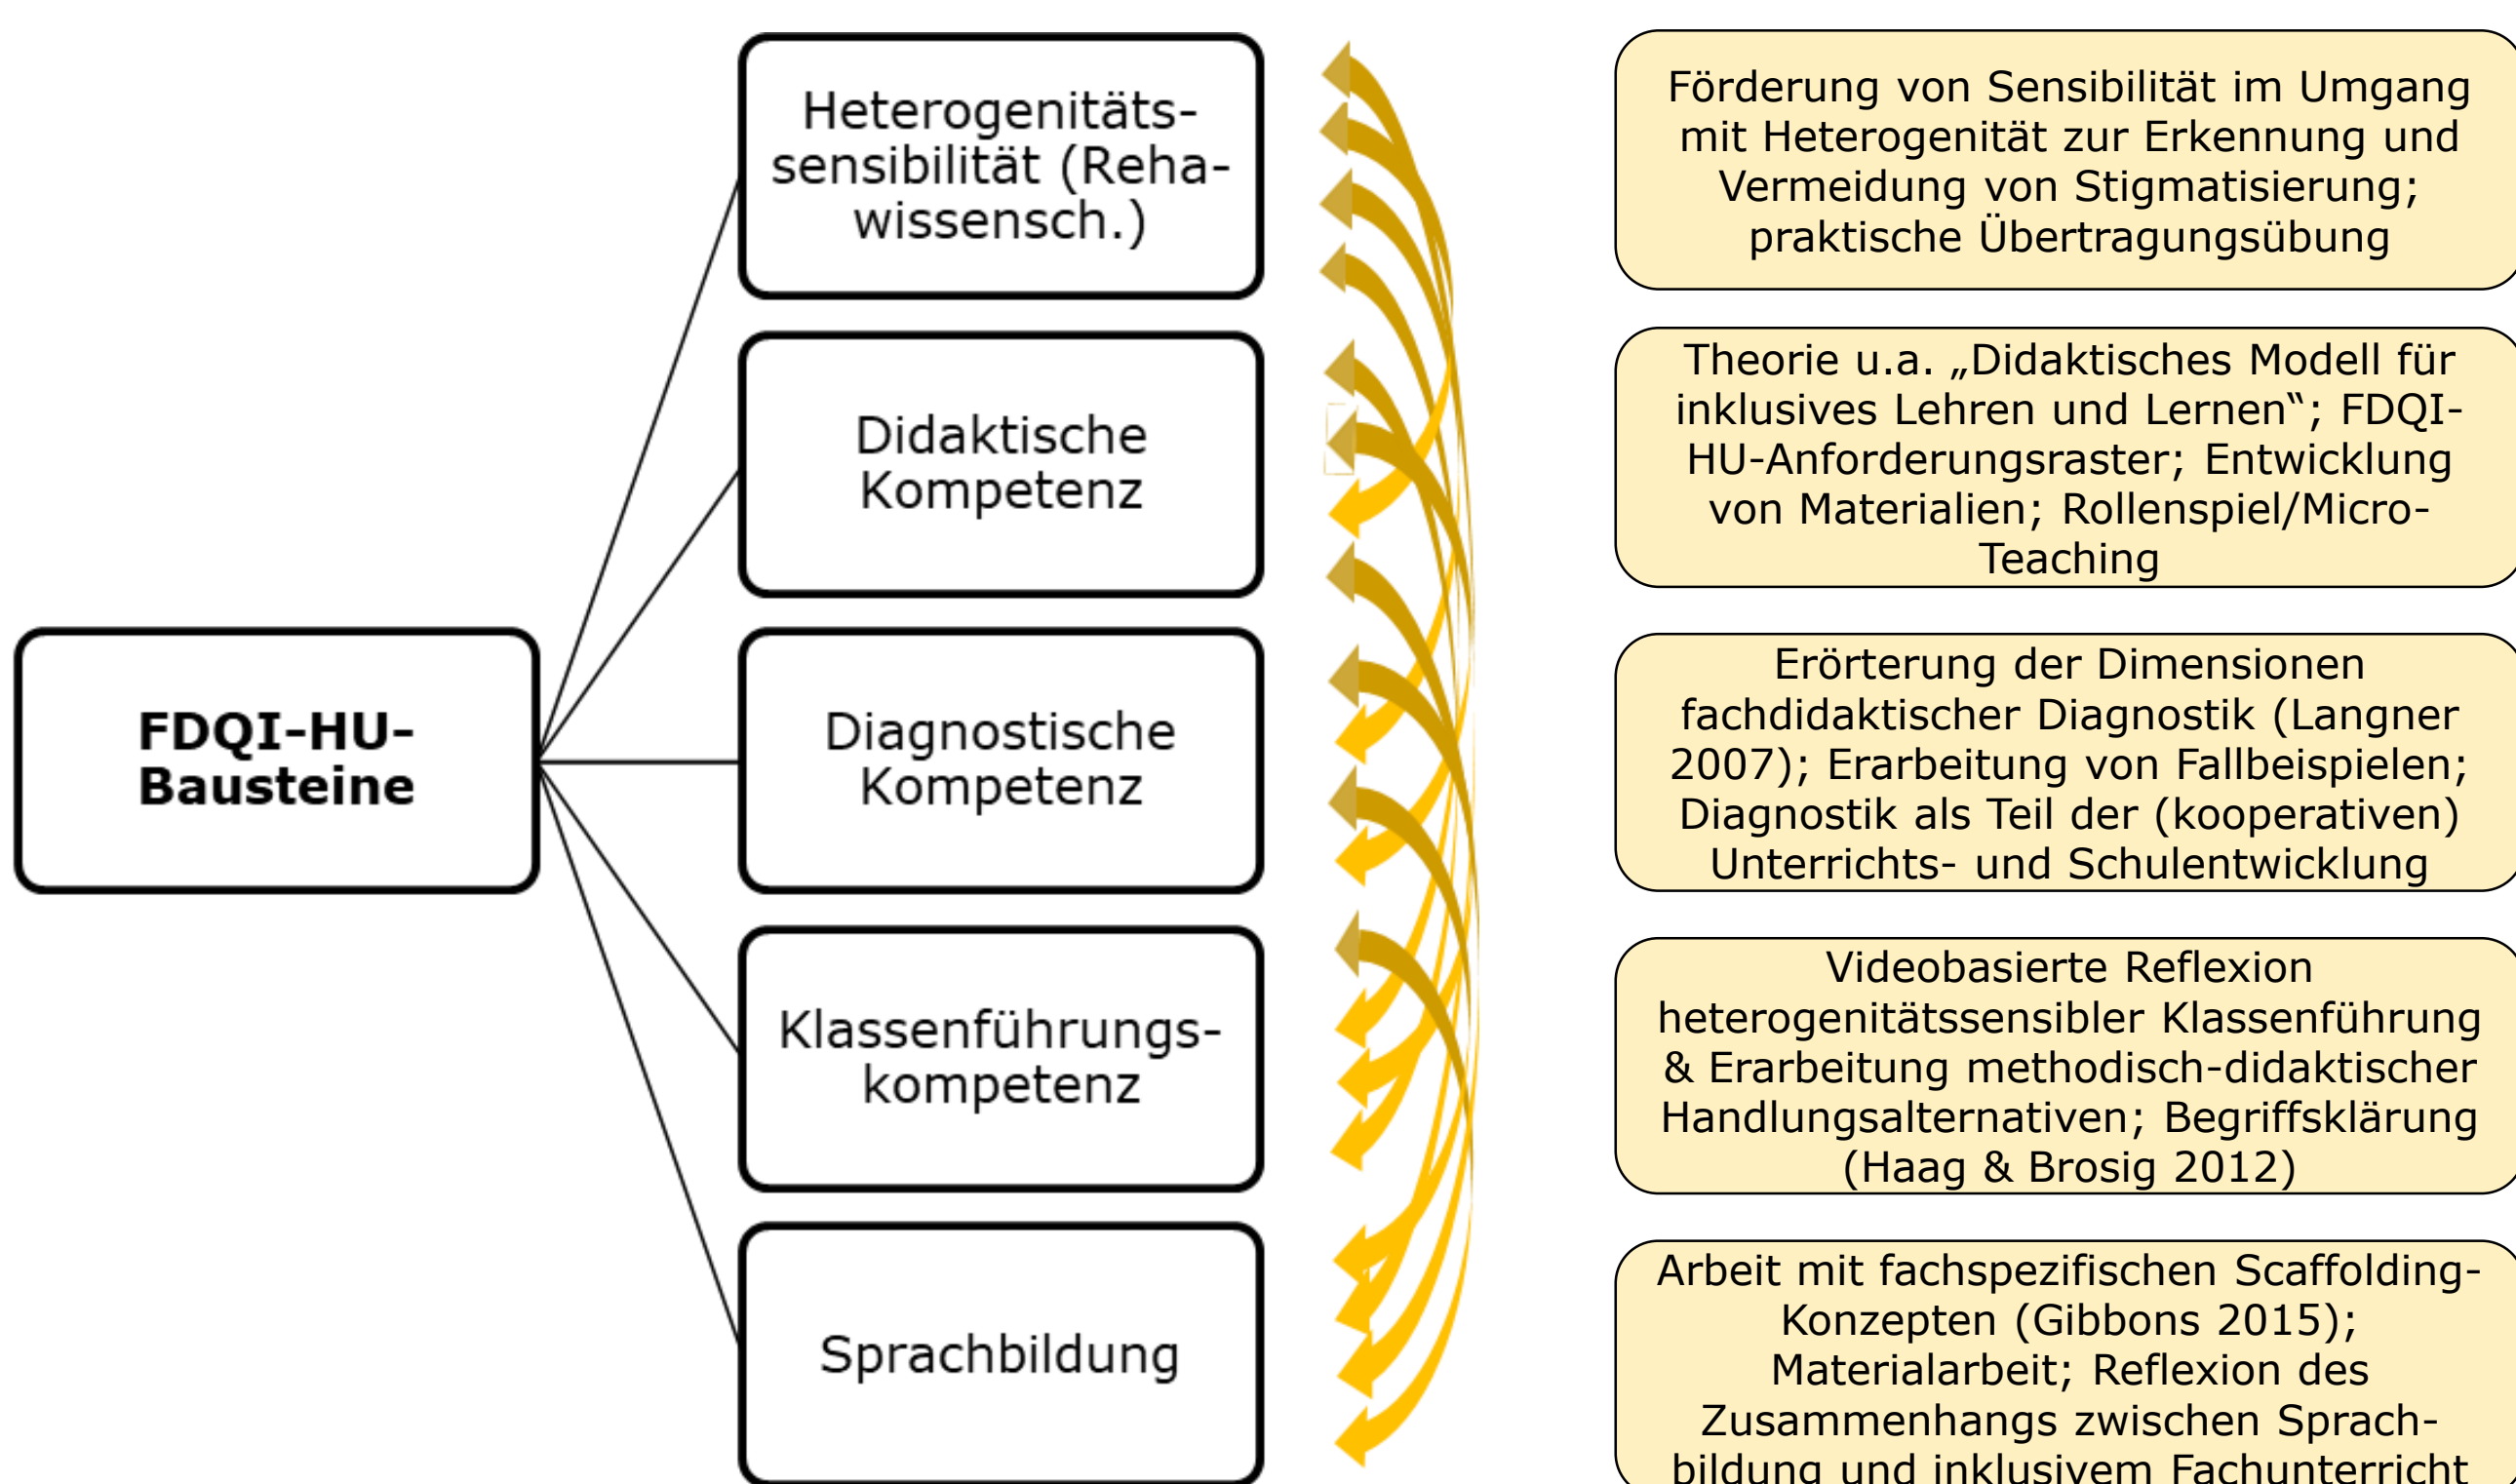 FDQI-HU-
Bausteine
Heterogenitäts-
sensibilität (Reha-
wissensch.)
Förderung von Sensibilität im Umgang
mit Heterogenität zur Erkennung und
Vermeidung von Stigmatisierung;
praktische Übertragungsübung
Didaktische
Kompetenz
Theorie u.a. „Didaktisches Modell für
inklusives Lehren und Lernen“; FDQI-
HU-Anforderungsraster; Entwicklung
von Materialien; Rollenspiel/Micro-
Teaching
Diagnostische
Kompetenz
Erörterung der Dimensionen
fachdidaktischer Diagnostik (Langner
2007); Erarbeitung von Fallbeispielen;
Diagnostik als Teil der (kooperativen)
Unterrichts- und Schulentwicklung
Klassenführungs-
kompetenz
Videobasierte Reflexion
heterogenitätssensibler Klassenführung
& Erarbeitung methodisch-didaktischer
Handlungsalternativen; Begriffsklärung
(Haag & Brosig 2012)
Sprachbildung
Arbeit mit fachspezifischen Scaffolding-
Konzepten (Gibbons 2015);
Materialarbeit; Reflexion des
Zusammenhangs zwischen Sprach-
bildung und inklusivem Fachunterricht